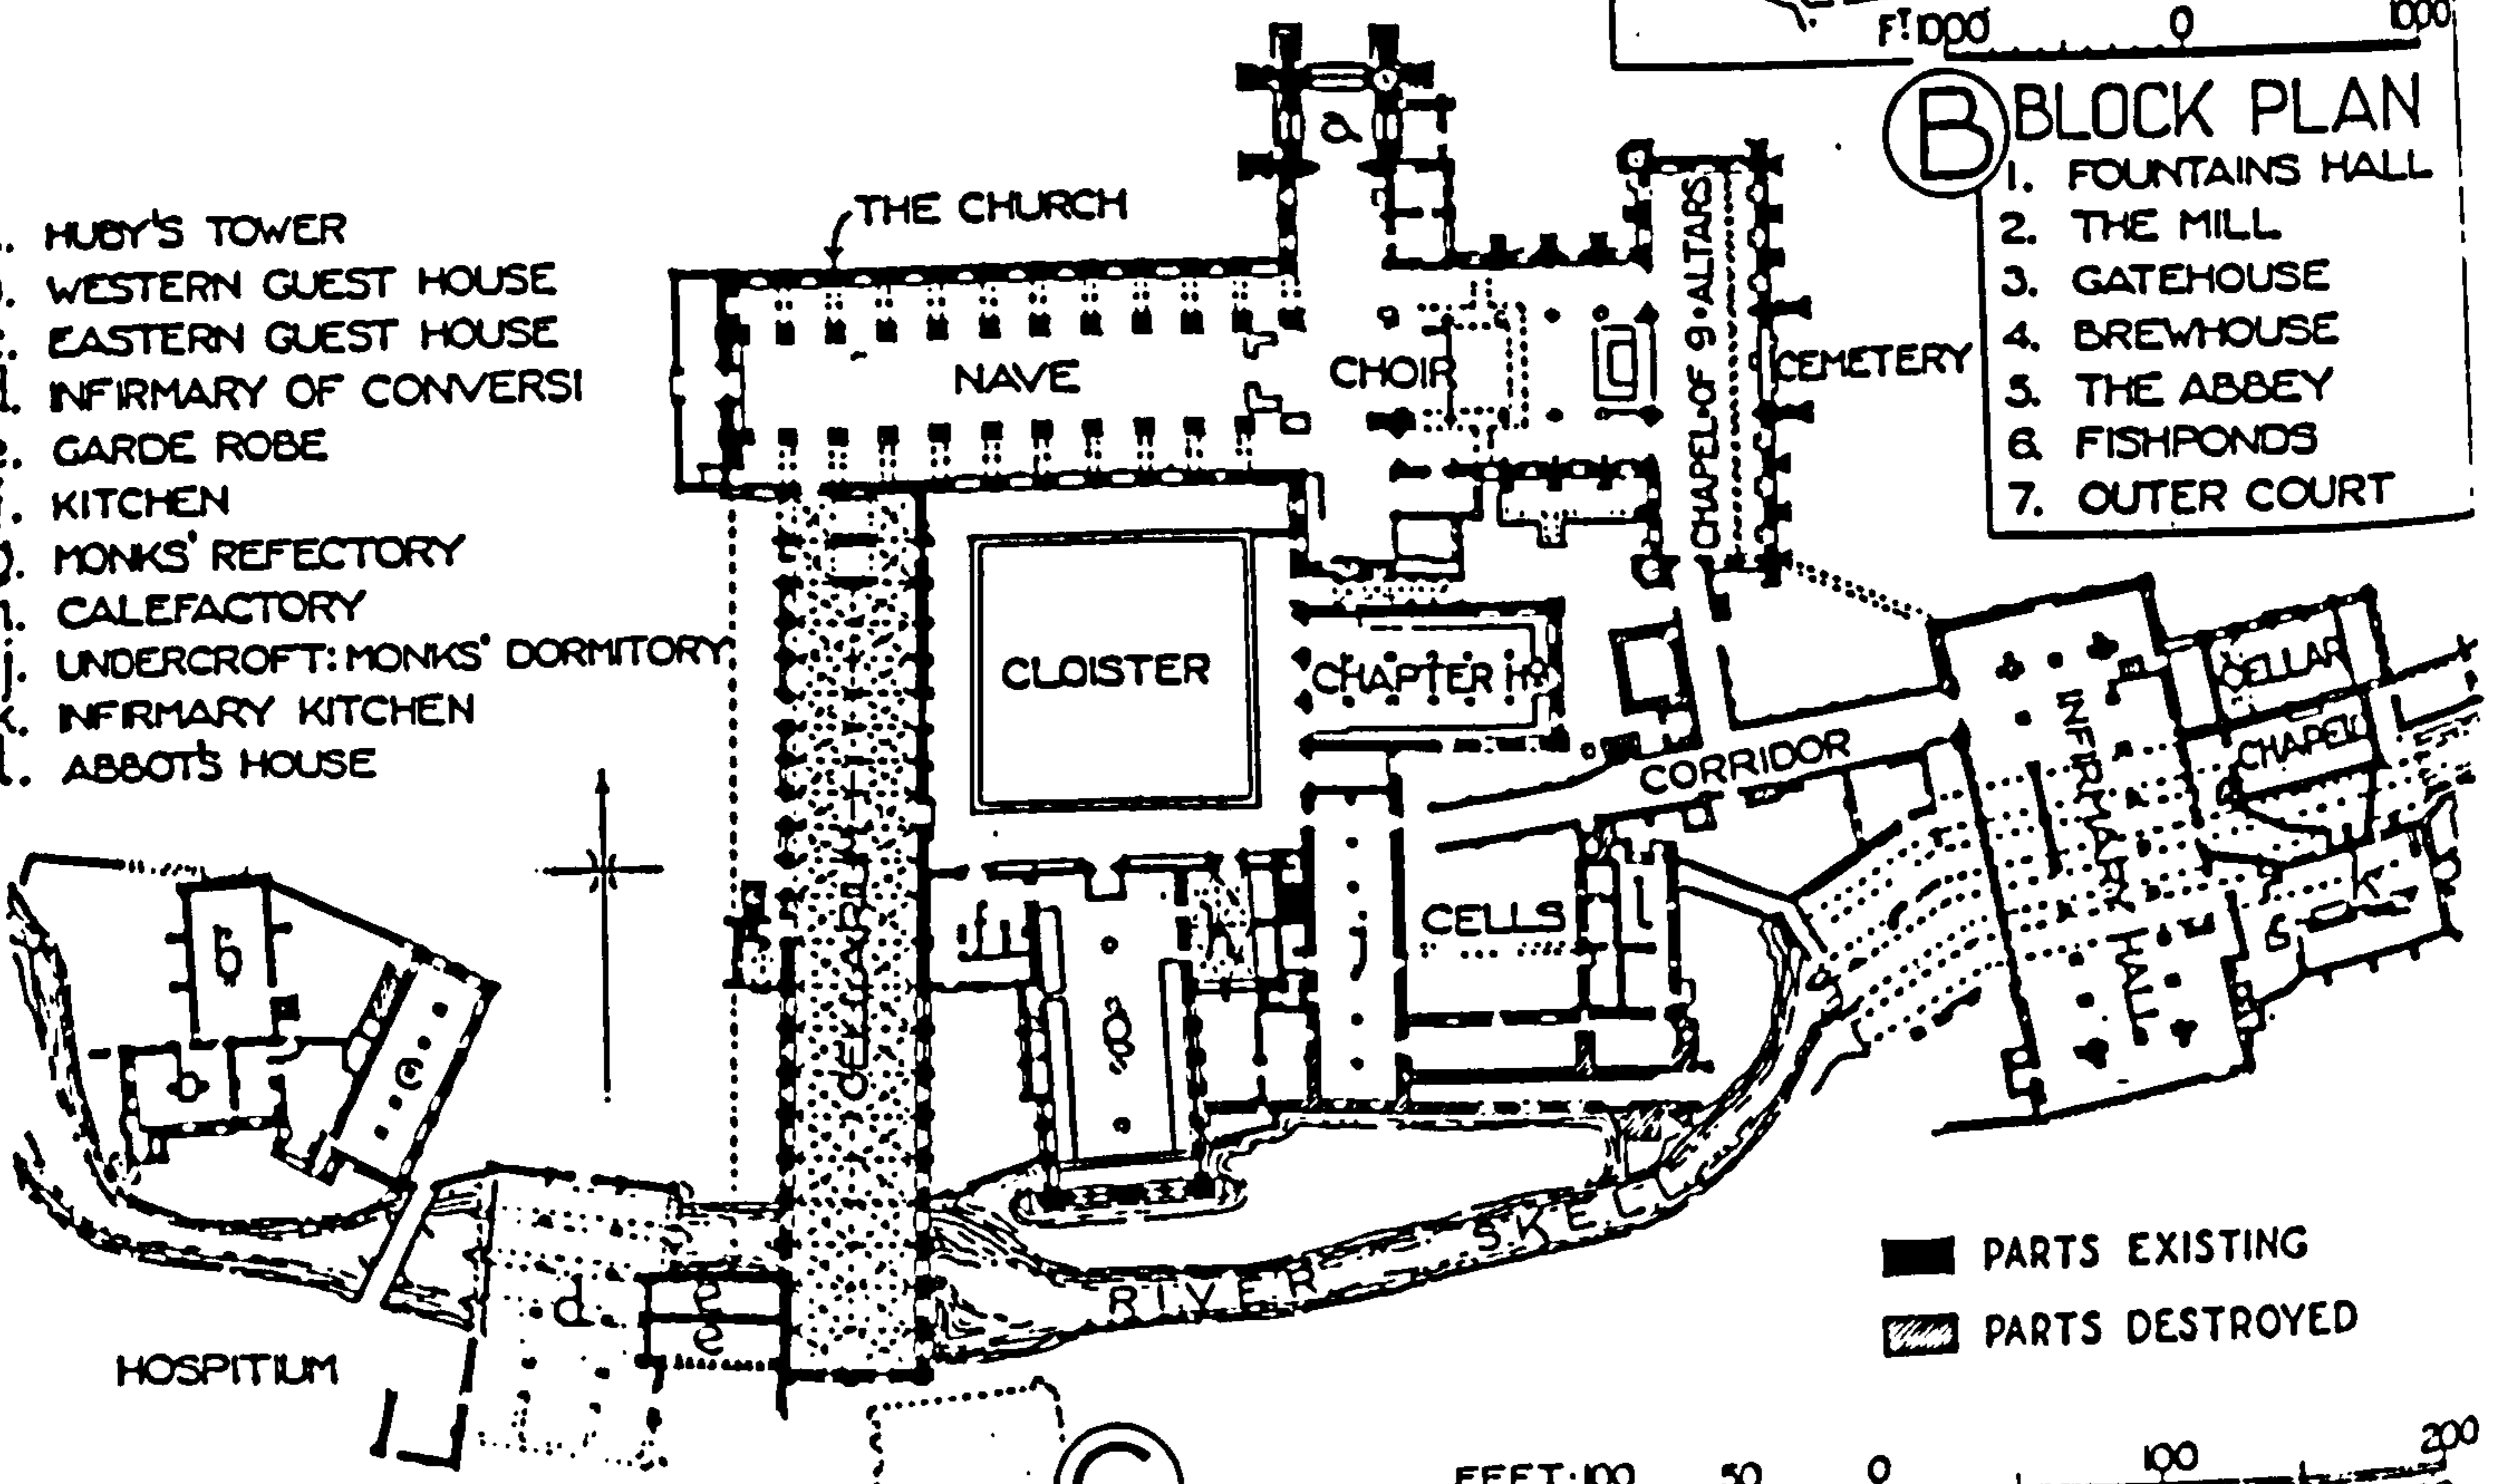 FT. 1000 0 1000
B BLOCK PLAN
1. FOUNTAINS HALL
2. THE MILL
3. GATEHOUSE
4. BREWHOUSE
5. THE ABBEY
6. FISHPONDS
7. OUTER COURT
HUBY'S TOWER
WESTERN GUEST HOUSE
EASTERN GUEST HOUSE
INFIRMARY OF CONVERSI
GARDE ROBE
KITCHEN
MONKS' REFECTORY
CALEFACTORY
j. UNDERCROFT: MONKS' DORMITORY
k. INFIRMARY KITCHEN
l. ABBOT'S HOUSE
a
THE CHURCH
NAVE
CHOIR
CHAPEL OF 9 ALTARS
CEMETERY
CLOISTER
CHAPTER HO.
CORRIDOR
CELLAR
CHAPEL
INFIRMARY HALL
K
CELLS
f
h
j
l
g
b
b
c
d
e
e
RIVER SKELL
HOSPITIUM
PARTS EXISTING
PARTS DESTROYED
C
FEET: 100 50 0 100 200